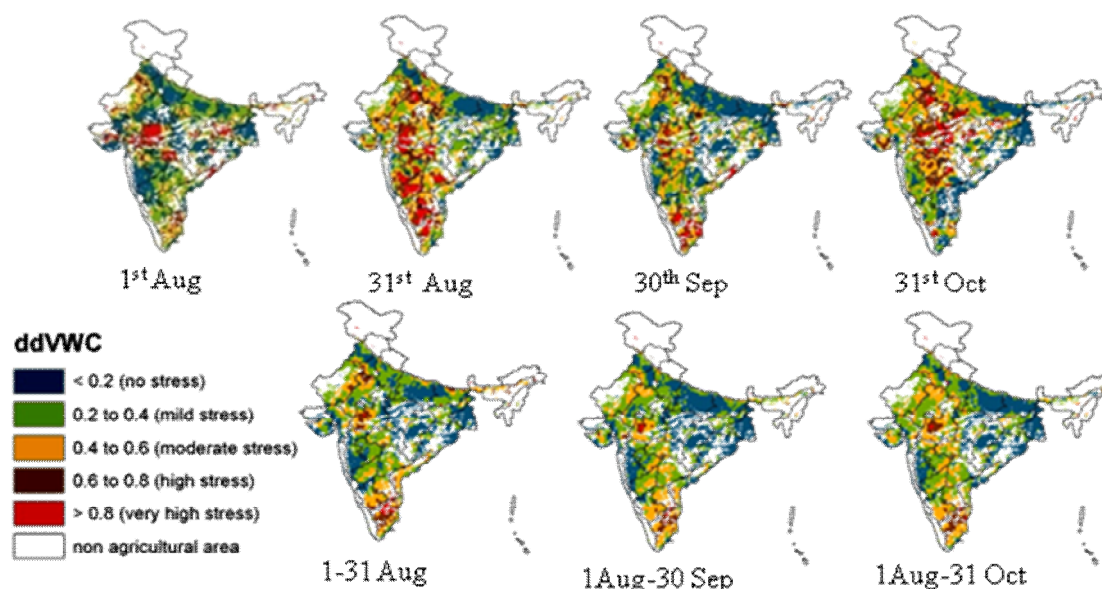 1st Aug
31st Aug
30th Sep
31st Oct
ddVWC
< 0.2 (no stress)
0.2 to 0.4 (mild stress)
0.4 to 0.6 (moderate stress)
0.6 to 0.8 (high stress)
> 0.8 (very high stress)
non agricultural area
1-31 Aug
1Aug-30 Sep
1Aug-31 Oct